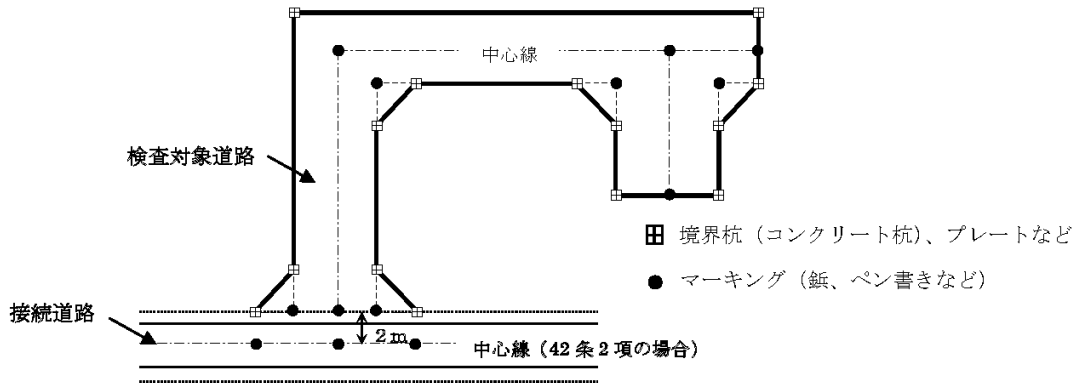 中心線
検査対象道路
境界杭（コンクリート杭）、プレートなど
マーキング（鋲、ペン書きなど）
接続道路
2m
中心線（42条2項の場合）